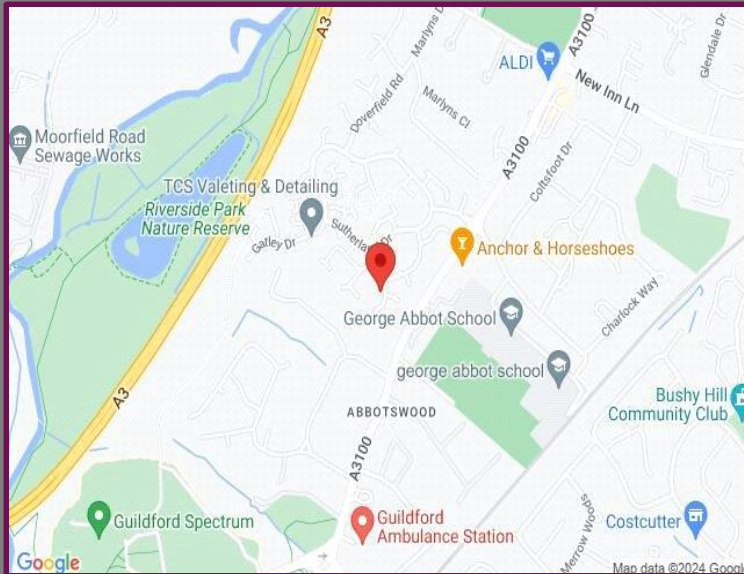 A3
Marlyns D
A3100
Glendale Dr
ALDI
Doverfield Rd
Marlyns Cl
New Inn Ln
Moorfield Road
Sewage Works
A3100
Coltsfoot Dr
TCS Valeting & Detailing
Riverside Park
Nature Reserve
Sutherland Dr
Gatley Dr
Anchor & Horseshoes
Charlock Way
George Abbot School
george abbot school
A3
ABBOTSWOOD
Bushy Hill
Community Club
A3100
Guildford Spectrum
Guildford
Ambulance Station
Merrow Woods
Costcutter
Google
Map data ©2024 Google